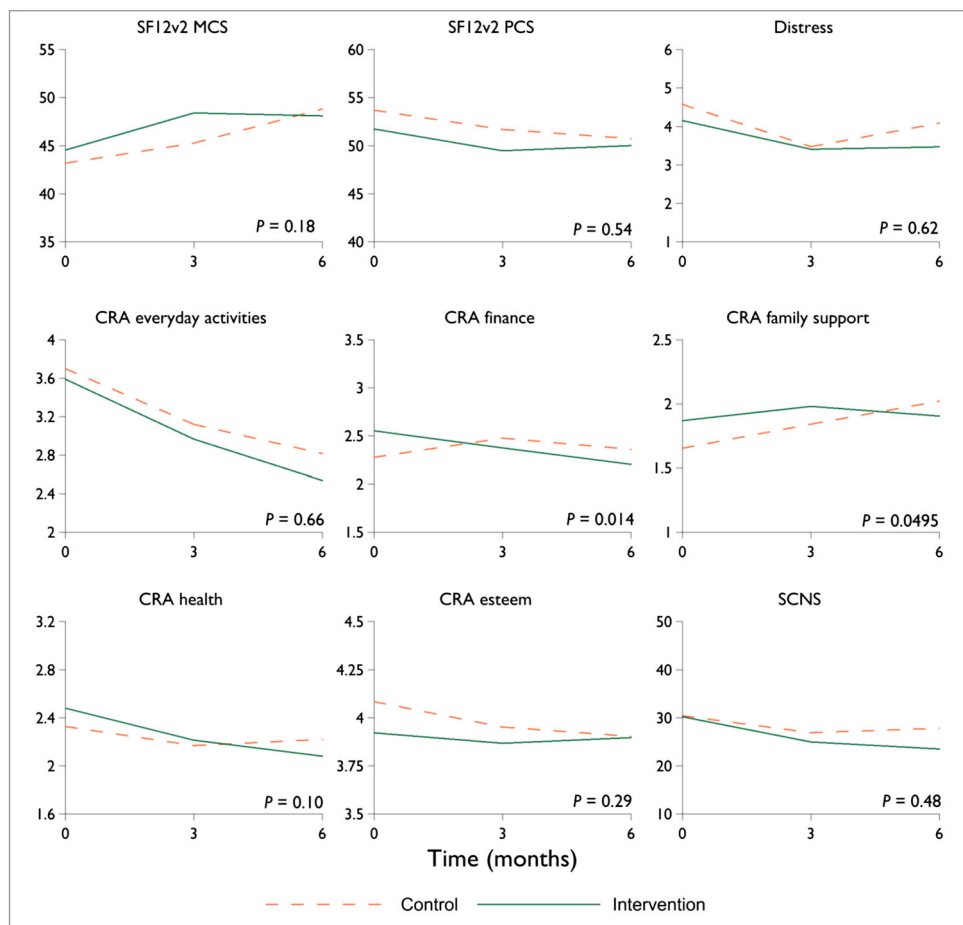 SF12v2 MCS SF12v2 PCS Distress
55 60 6
50 55 5
45 50 4
3
40 45 2
35 P = 0.18 40 P = 0.54 1 P = 0.62
0 3 6 0 3 6 0 3 6
CRA everyday activities CRA finance CRA family support
4 3.5 2.5
3.6 3
3.2 2.5 2
2.8 2 1.5
2.4
2 P = 0.66 1.5 P = 0.014 1 P = 0.0495
0 3 6 0 3 6 0 3 6
CRA health CRA esteem SCNS
3.2 4.5 50
2.8 4.25 40
2.4 4 30
2 3.75 20
1.6 P = 0.10 3.5 P = 0.29 10 P = 0.48
0 3 6 0 3 6 0 3 6
Time (months)
Control Intervention